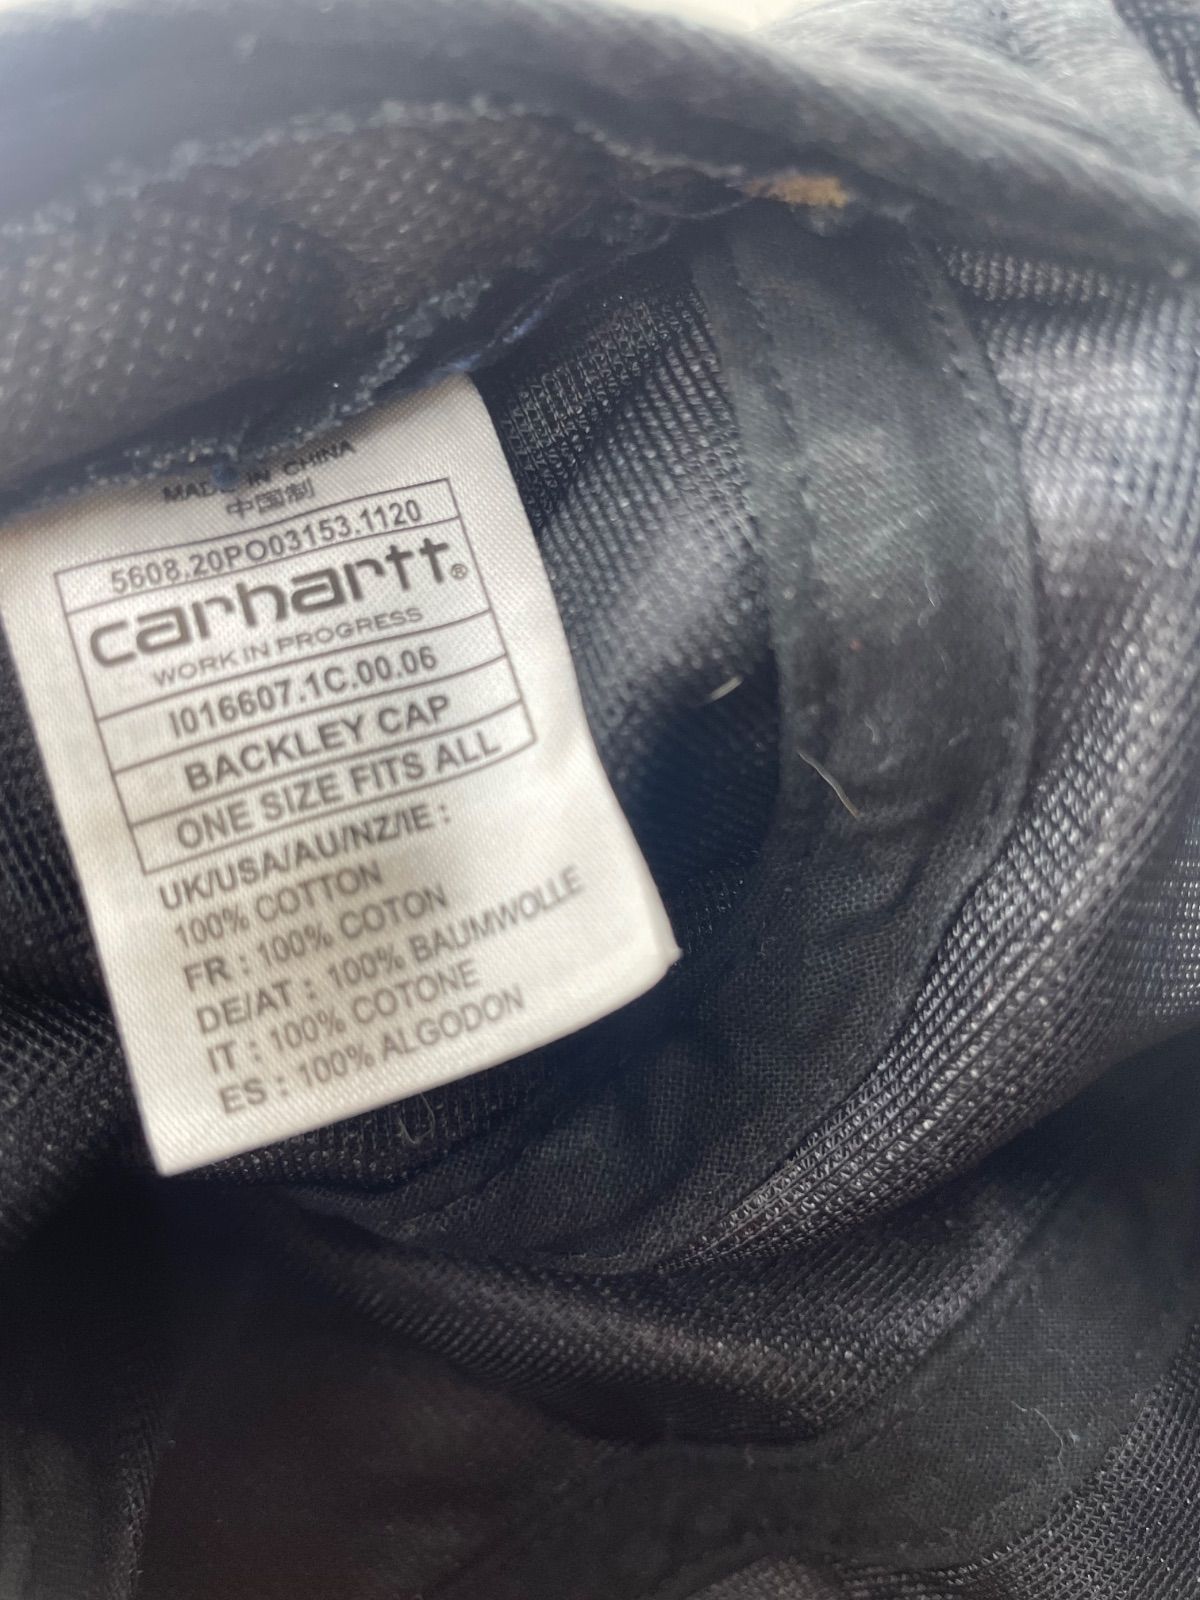 MADE IN CHINA
中国制
5608.20PO03153.1120
carhartt®
WORK IN PROGRESS
I016607.1C.00.06
BACKLEY CAP
ONE SIZE FITS ALL
UK/USA/AU/NZ/IE :
100% COTTON
FR : 100% COTON
DE/AT : 100% BAUMWOLLE
IT : 100% COTONE
ES : 100% ALGODON